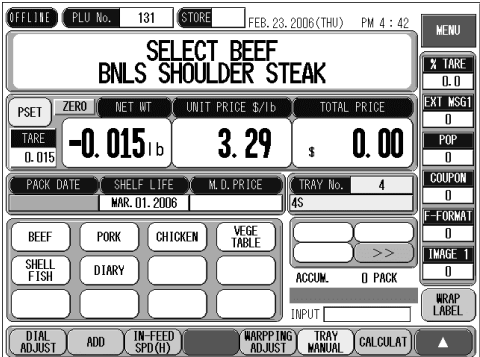 OFFLINE PLU No. 131 STORE FEB. 23. 2006(THU) PM 4:42 MENU
SELECT BEEF
BNLS SHOULDER STEAK
% TARE
0.0
EXT MSG1
0
POP
0
COUPON
0
F-FORMAT
0
IMAGE 1
0
WRAP
LABEL
PSET ZERO NET WT UNIT PRICE $/lb TOTAL PRICE
TARE
0.015
-0.015 lb 3.29 $ 0.00
PACK DATE SHELF LIFE M.D.PRICE TRAY No. 4
MAR. 01. 2006 4S
BEEF PORK CHICKEN VEGE
TABLE
SHELL
FISH
DIARY
>>
ACCUM. 0 PACK
INPUT
DIAL
ADJUST
ADD
IN-FEED
SPD(H)
WARPPING
ADJUST
TRAY
MANUAL
CALCULAT
▲